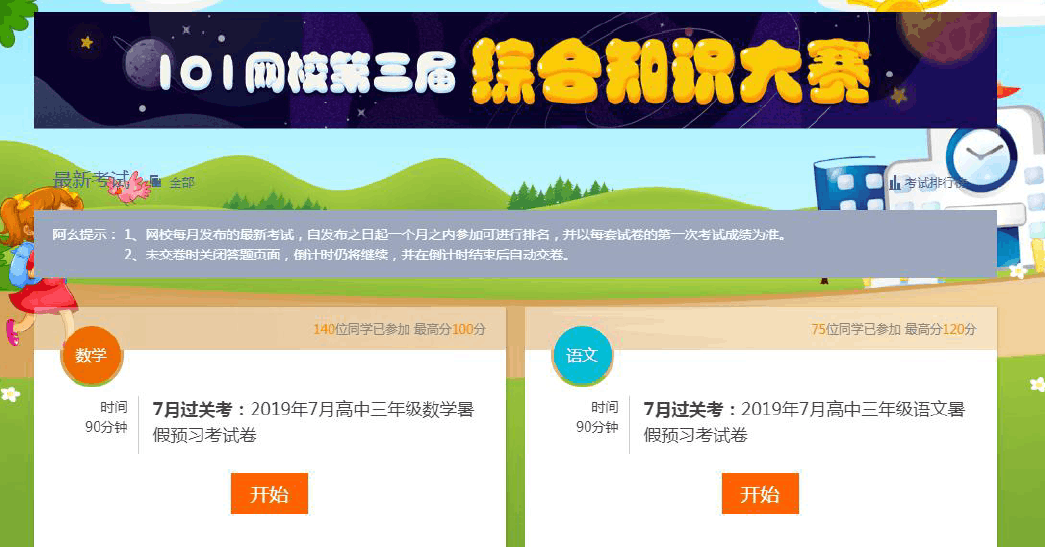 101网校第三届 综合知识大赛
最新考试 全部 考试排行榜
阿幺提示： 1、网校每月发布的最新考试，自发布之日起一个月之内参加可进行排名，并以每套试卷的第一次考试成绩为准。
2、未交卷时关闭答题页面，倒计时仍将继续，并在倒计时结束后自动交卷。
140位同学已参加 最高分100分
数学
时间
90分钟
7月过关考：2019年7月高中三年级数学暑
假预习考试卷
开始
75位同学已参加 最高分120分
语文
时间
90分钟
7月过关考：2019年7月高中三年级语文暑
假预习考试卷
开始